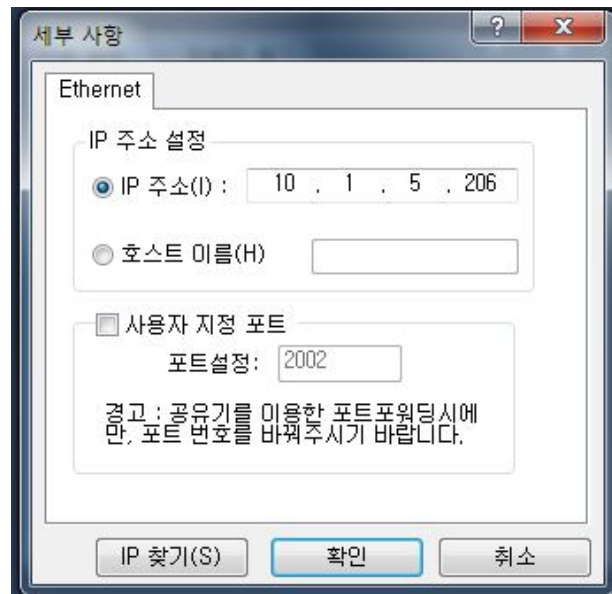 세부 사항
Ethernet
IP 주소 설정
IP 주소(I) : 10 . 1 . 5 . 206
호스트 이름(H)
사용자 지정 포트
포트설정: 2002
경고 : 공유기를 이용한 포트포워딩시에
만, 포트 번호를 바꿔주시기 바랍니다.
IP 찾기(S) 확인 취소